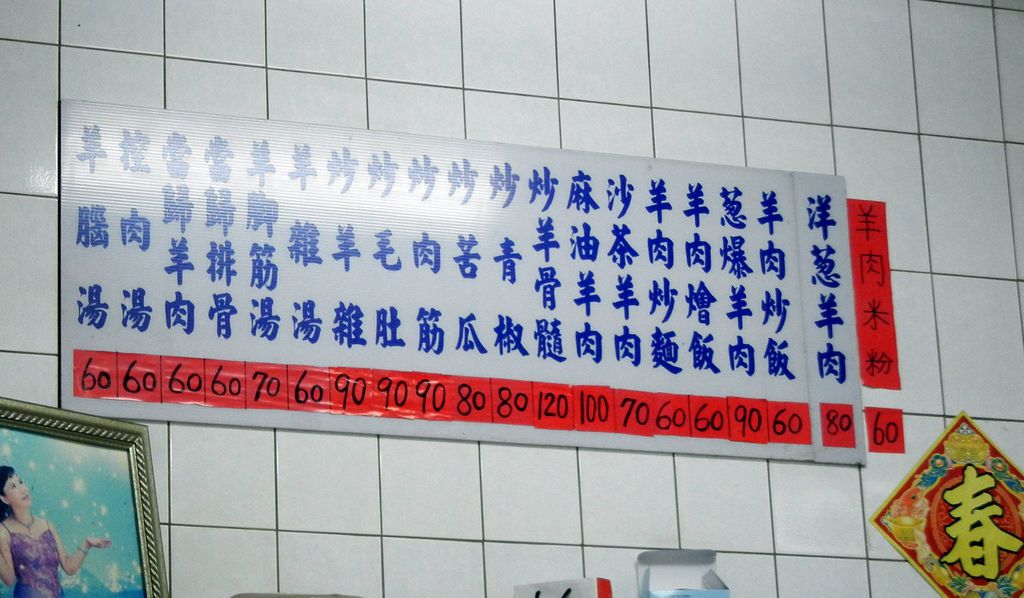 羊肉米粉 60
洋葱羊肉 80
羊肉炒飯 60
葱爆羊肉 90
羊肉燴飯 60
羊肉炒麵 60
沙茶羊肉 70
麻油羊肉 100
炒羊骨髓 120
炒青椒 80
炒苦瓜 80
炒肉筋 90
炒毛肚 90
炒羊雜 90
羊雜湯 60
羊腳筋湯 70
當歸排骨 60
當歸羊肉 60
控肉湯 60
羊腦湯 60
春